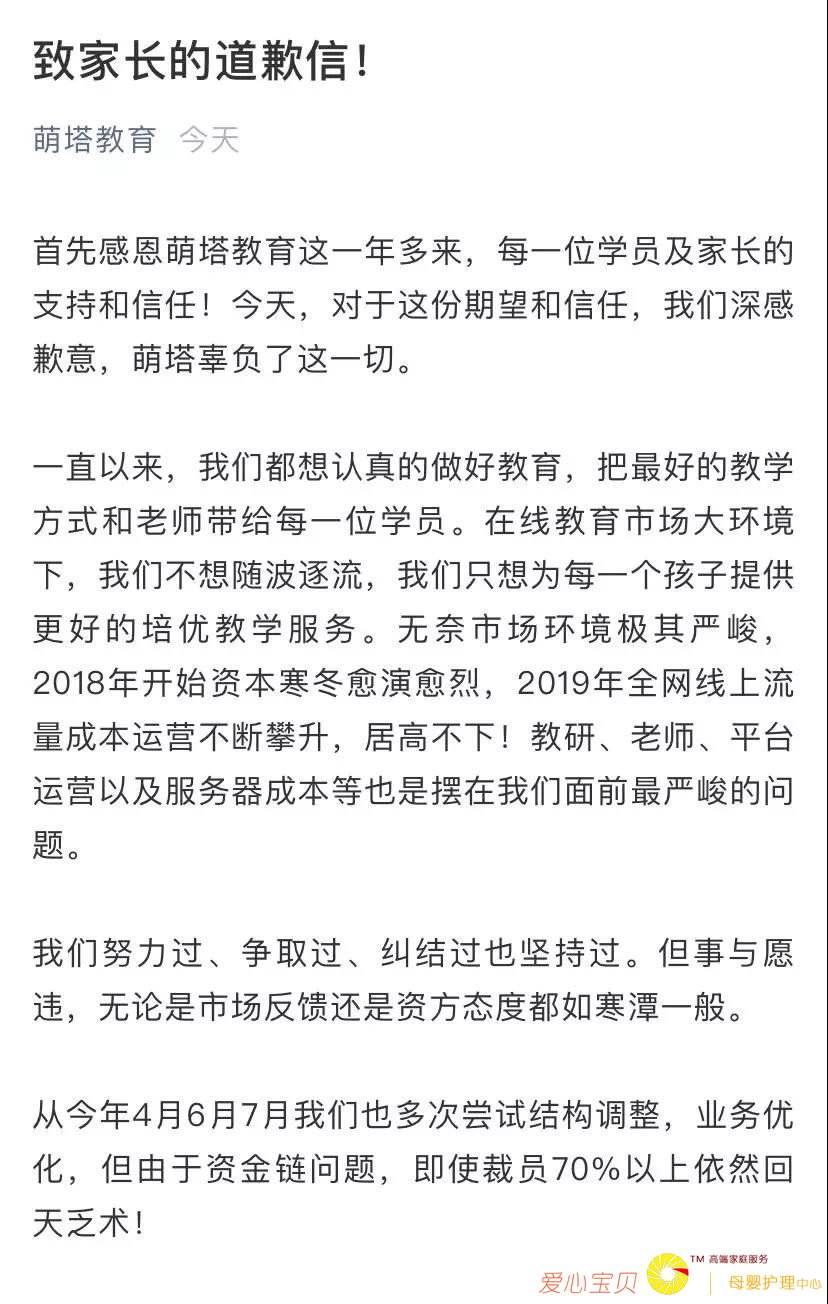 致家长的道歉信！
萌塔教育 今天
首先感恩萌塔教育这一年多来，每一位学员及家长的
支持和信任！今天，对于这份期望和信任，我们深感
歉意，萌塔辜负了这一切。
一直以来，我们都想认真的做好教育，把最好的教学
方式和老师带给每一位学员。在线教育市场大环境
下，我们不想随波逐流，我们只想为每一个孩子提供
更好的培优教学服务。无奈市场环境极其严峻，
2018年开始资本寒冬愈演愈烈，2019年全网线上流
量成本运营不断攀升，居高不下！教研、老师、平台
运营以及服务器成本等也是摆在我们面前最严峻的问
题。
我们努力过、争取过、纠结过也坚持过。但事与愿
违，无论是市场反馈还是资方态度都如寒潭一般。
从今年4月6月7月我们也多次尝试结构调整，业务优
化，但由于资金链问题，即使裁员70%以上依然回
天乏术！
TM 高端家庭服务
爱心宝贝 | 母婴护理中心